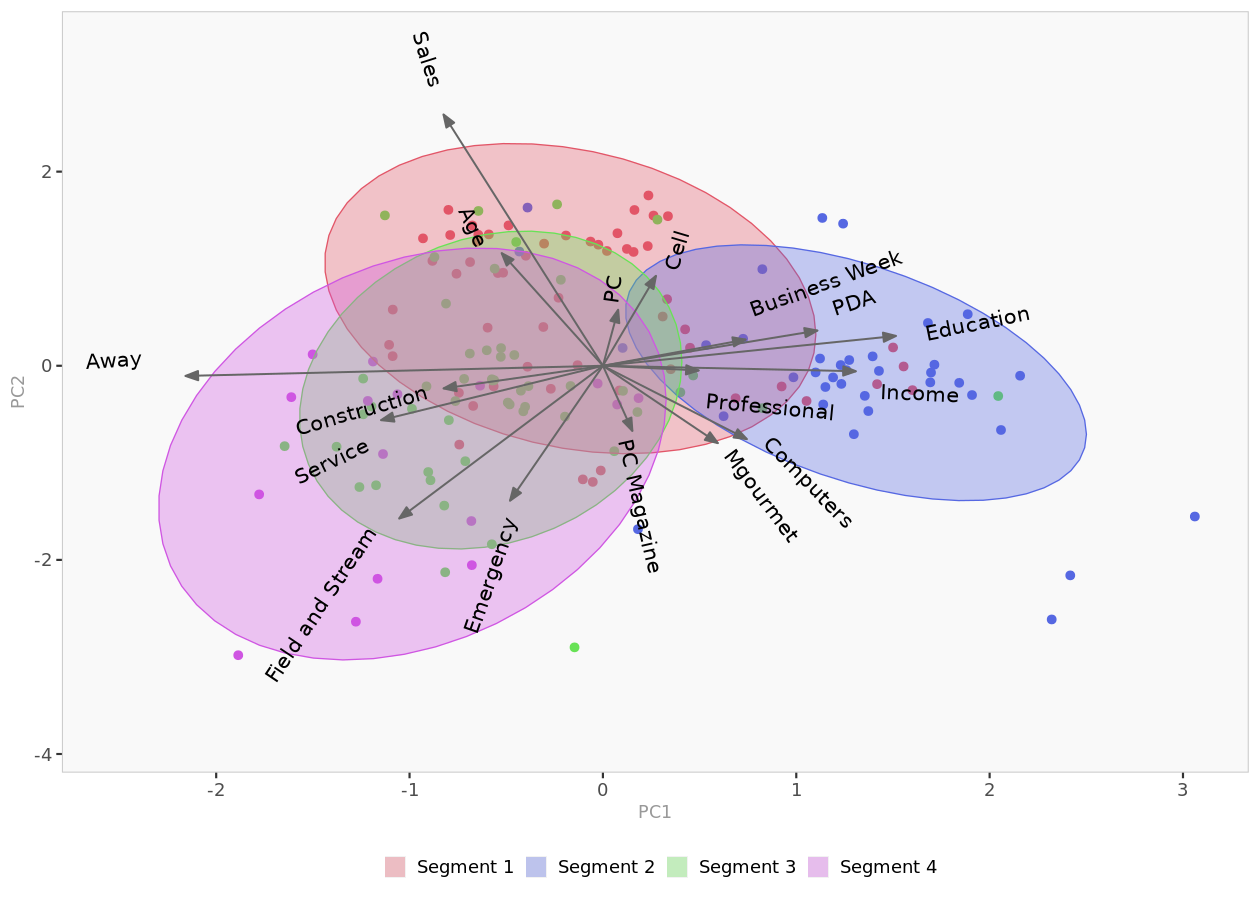 Sales
Age
Cell
PC
Business Week
PDA
Education
Away
Income
Construction
Professional
Service
Computers
Mgourmet
PC Magazine
Emergency
Field and Stream
2
0
-2
-4
PC2
-2
-1
0
1
2
3
PC1
Segment 1
Segment 2
Segment 3
Segment 4